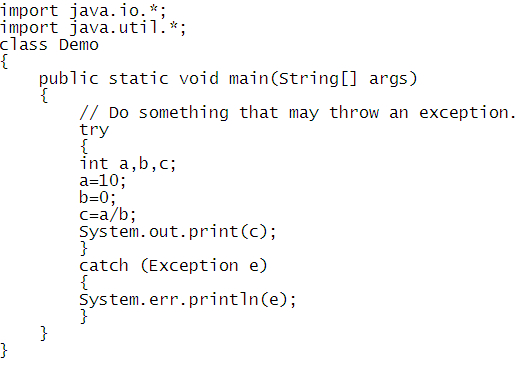 import java.io.*;
import java.util.*;
class Demo
{
    public static void main(String[] args)
    {
        // Do something that may throw an exception.
        try
        {
        int a,b,c;
        a=10;
        b=0;
        c=a/b;
        System.out.print(c);
        }
        catch (Exception e)
        {
        System.err.println(e);
        }
    }
}